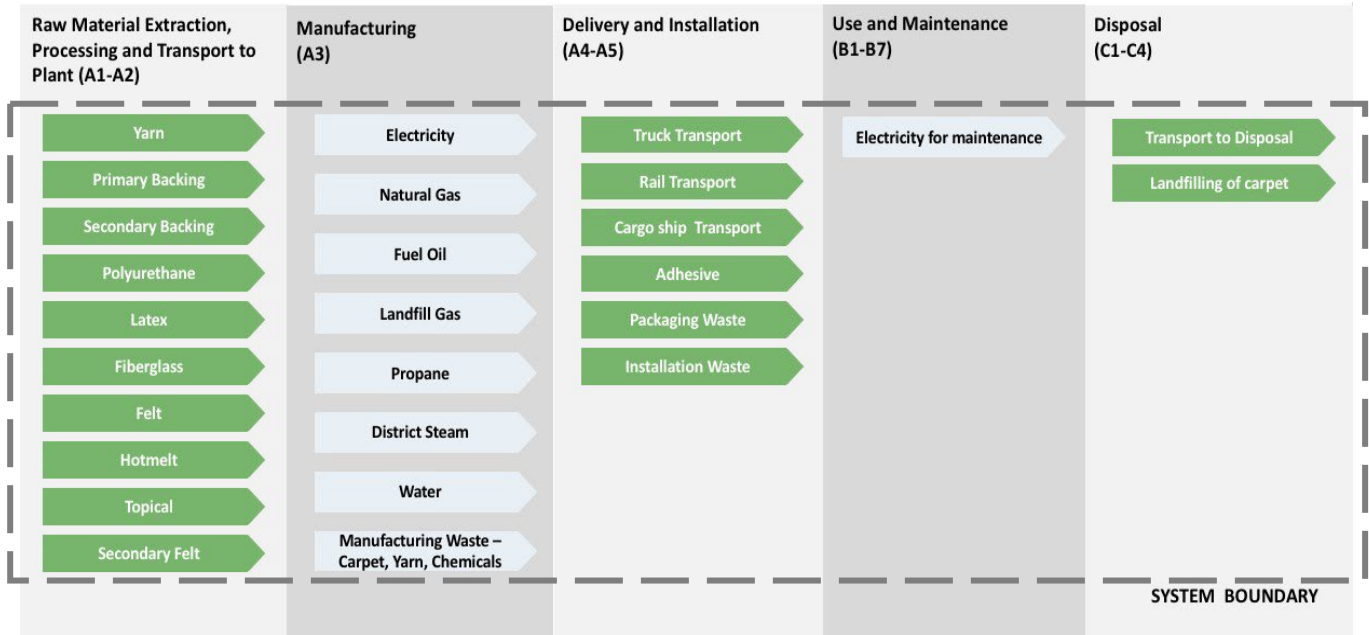 Raw Material Extraction,
Processing and Transport to
Plant (A1-A2)
Yarn
Primary Backing
Secondary Backing
Polyurethane
Latex
Fiberglass
Felt
Hotmelt
Topical
Secondary Felt
Manufacturing
(A3)
Electricity
Natural Gas
Fuel Oil
Landfill Gas
Propane
District Steam
Water
Manufacturing Waste –
Carpet, Yarn, Chemicals
Delivery and Installation
(A4-A5)
Truck Transport
Rail Transport
Cargo ship Transport
Adhesive
Packaging Waste
Installation Waste
Use and Maintenance
(B1-B7)
Electricity for maintenance
Disposal
(C1-C4)
Transport to Disposal
Landfilling of carpet
SYSTEM BOUNDARY